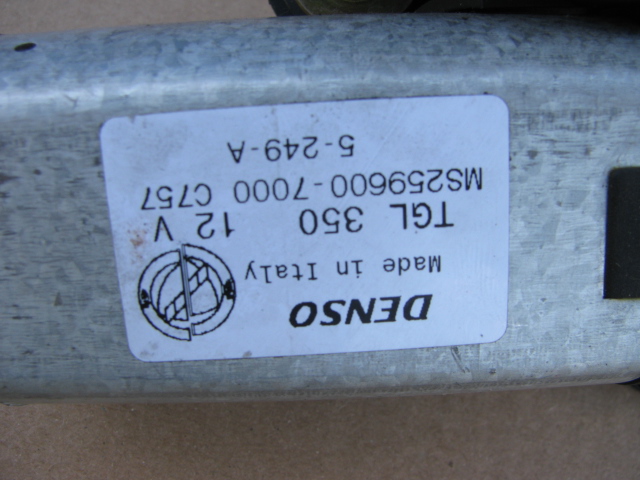 DENSO
Made in Italy
TGL 350 12 V
MS259600-7000 C757
5-249-A